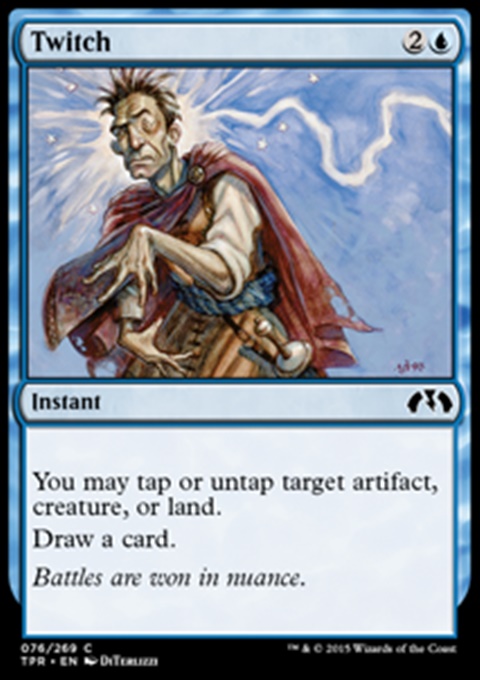 Twitch 2
Instant
You may tap or untap target artifact,
creature, or land.
Draw a card.
Battles are won in nuance.
076/269 C
™ & © 2015 Wizards of the Coast
TPR • EN DiTerlizzi